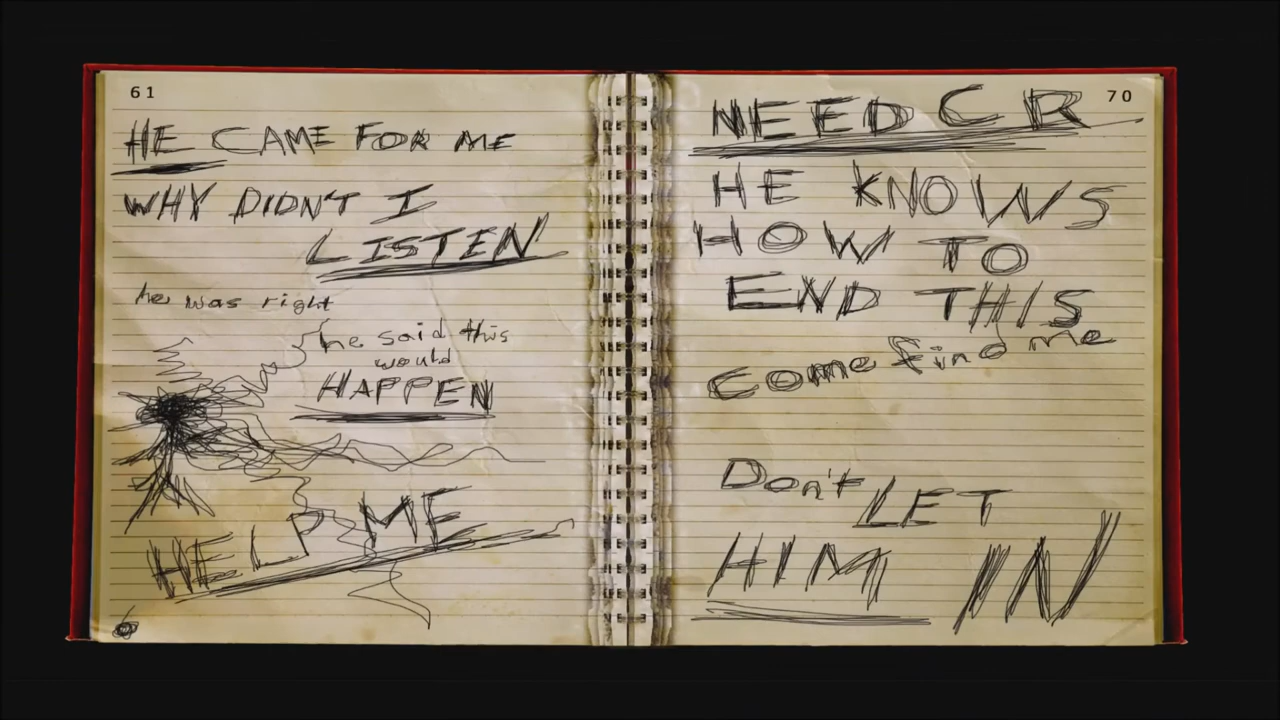 61
HE CAME FOR ME
WHY DIDN'T I
LISTEN
he was right
he said this
would
HAPPEN
HELP ME
70
NEED CR
HE KNOWS
HOW TO
END THIS
come find me
Don't LET
HIM IN